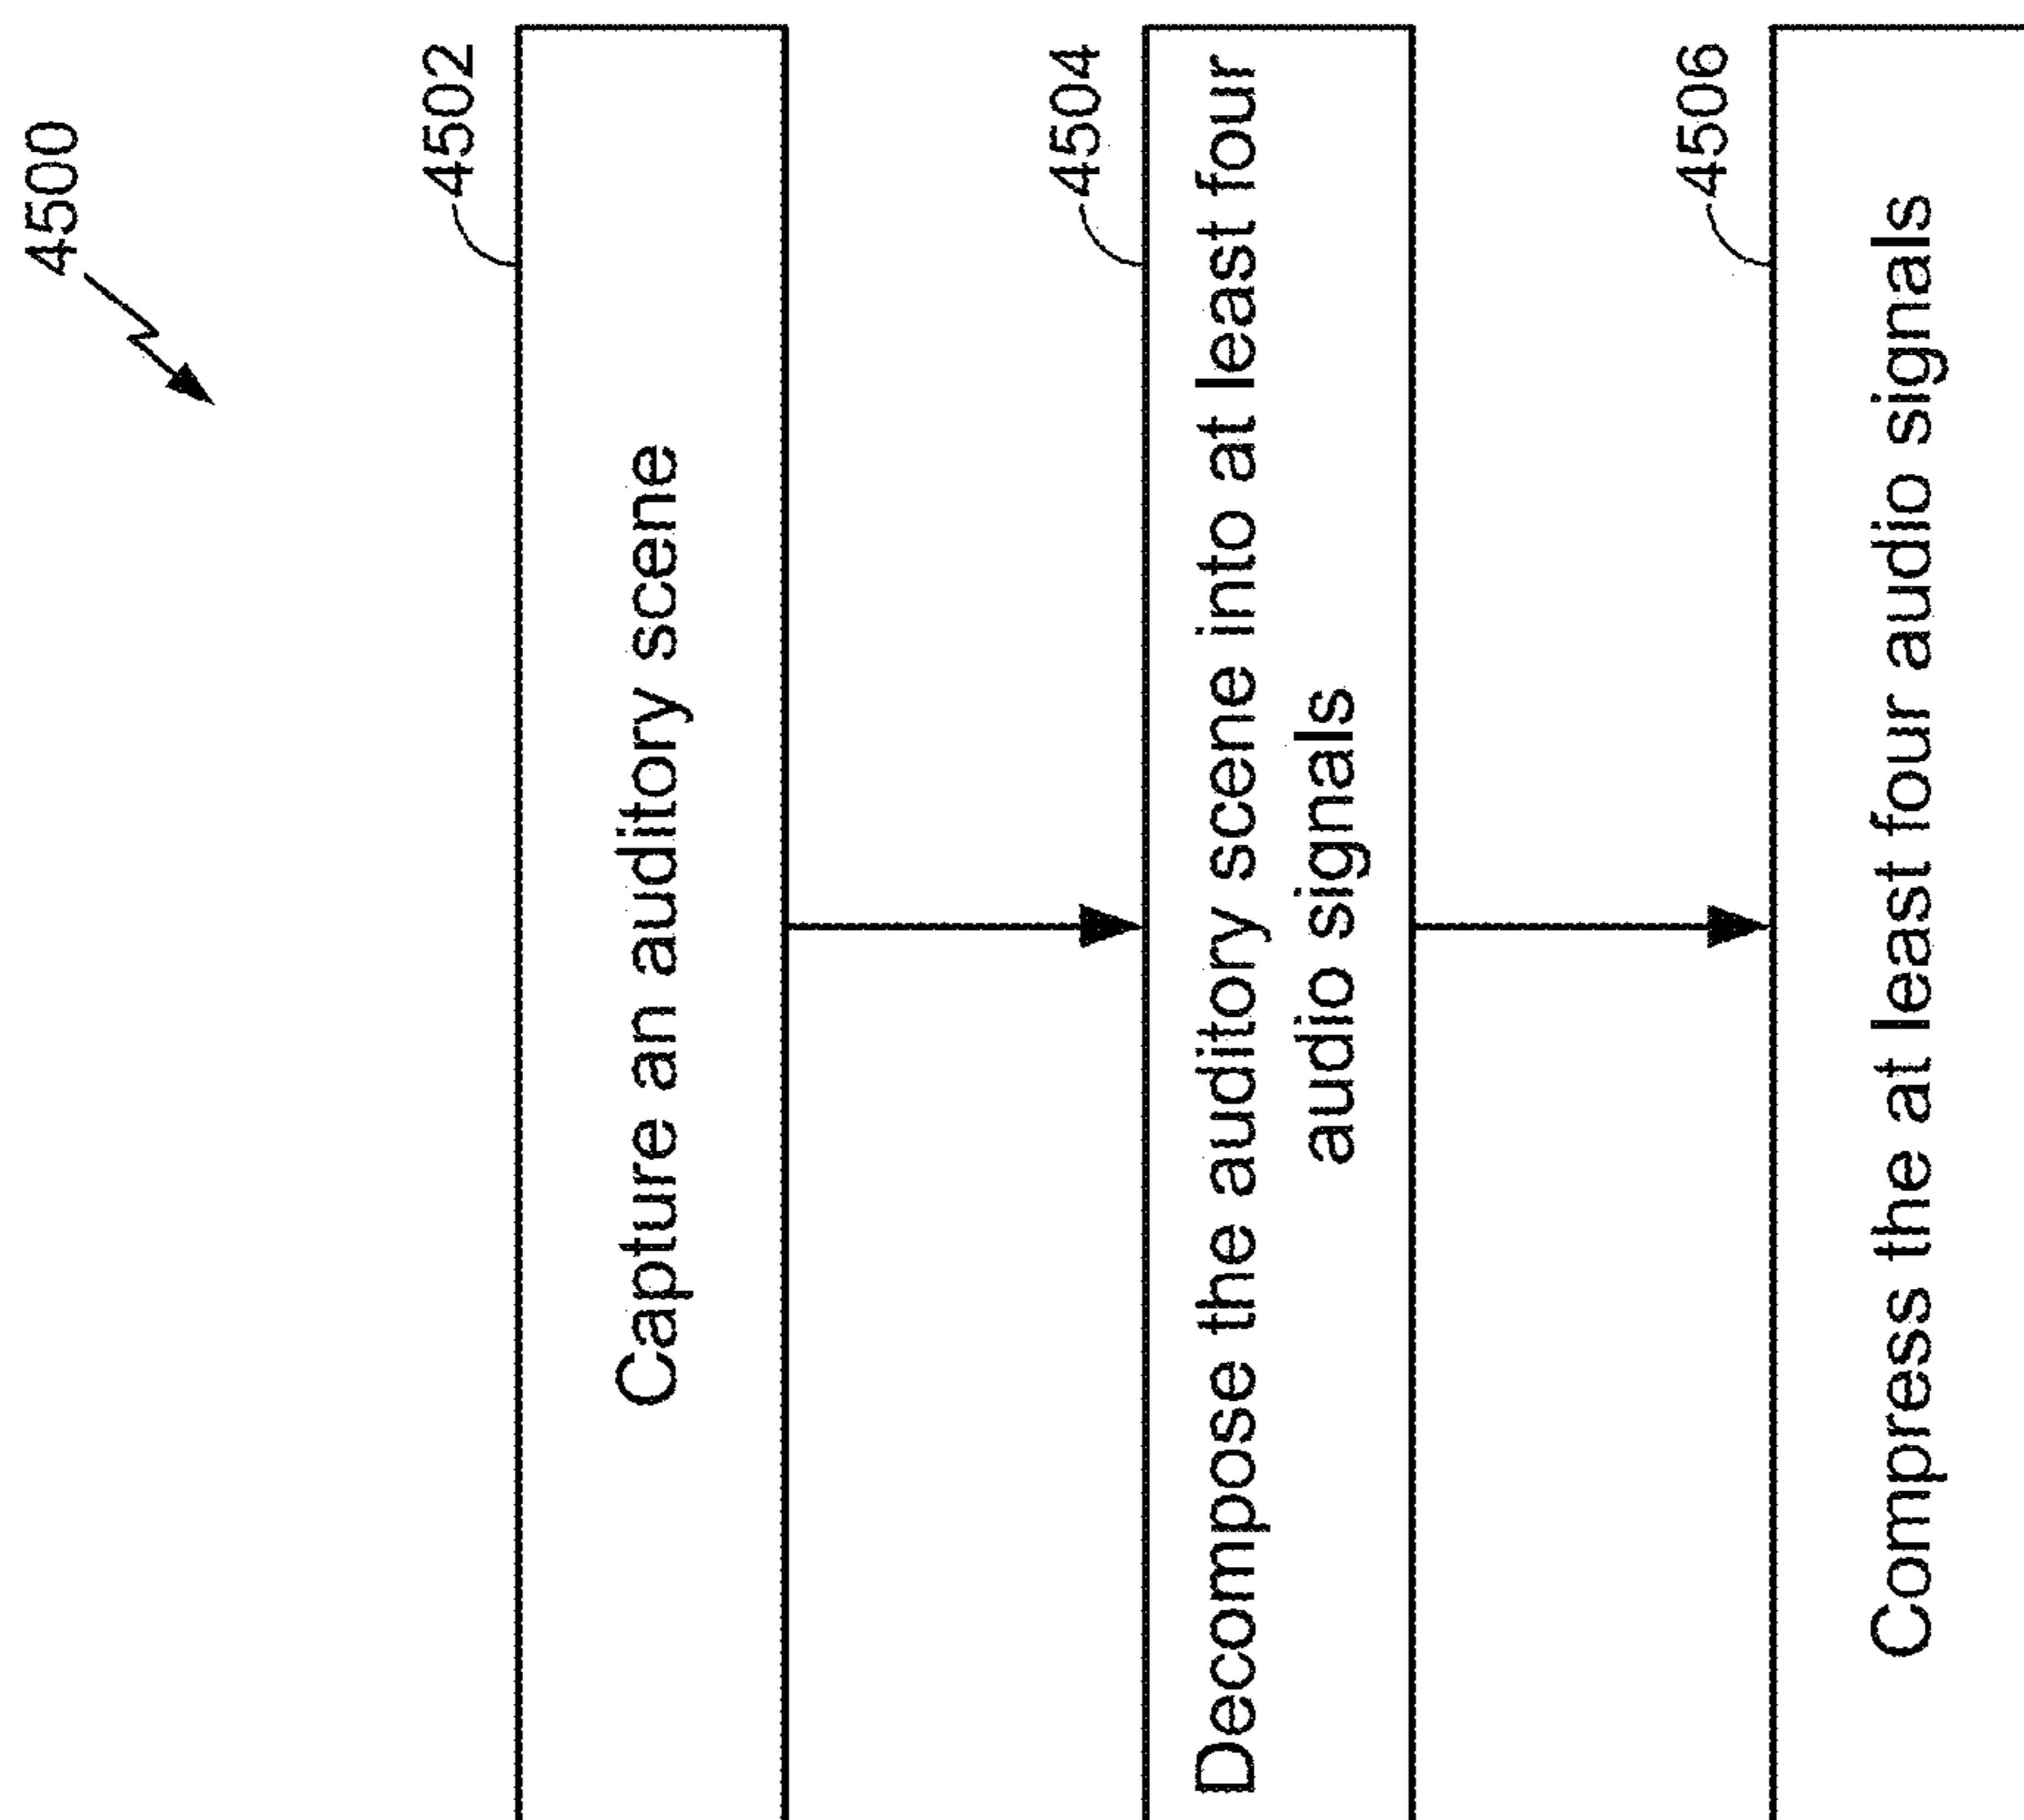 4500
4502
Capture an auditory scene
4504
Decompose the auditory scene into at least four
audio signals
4506
Compress the at least four audio signals